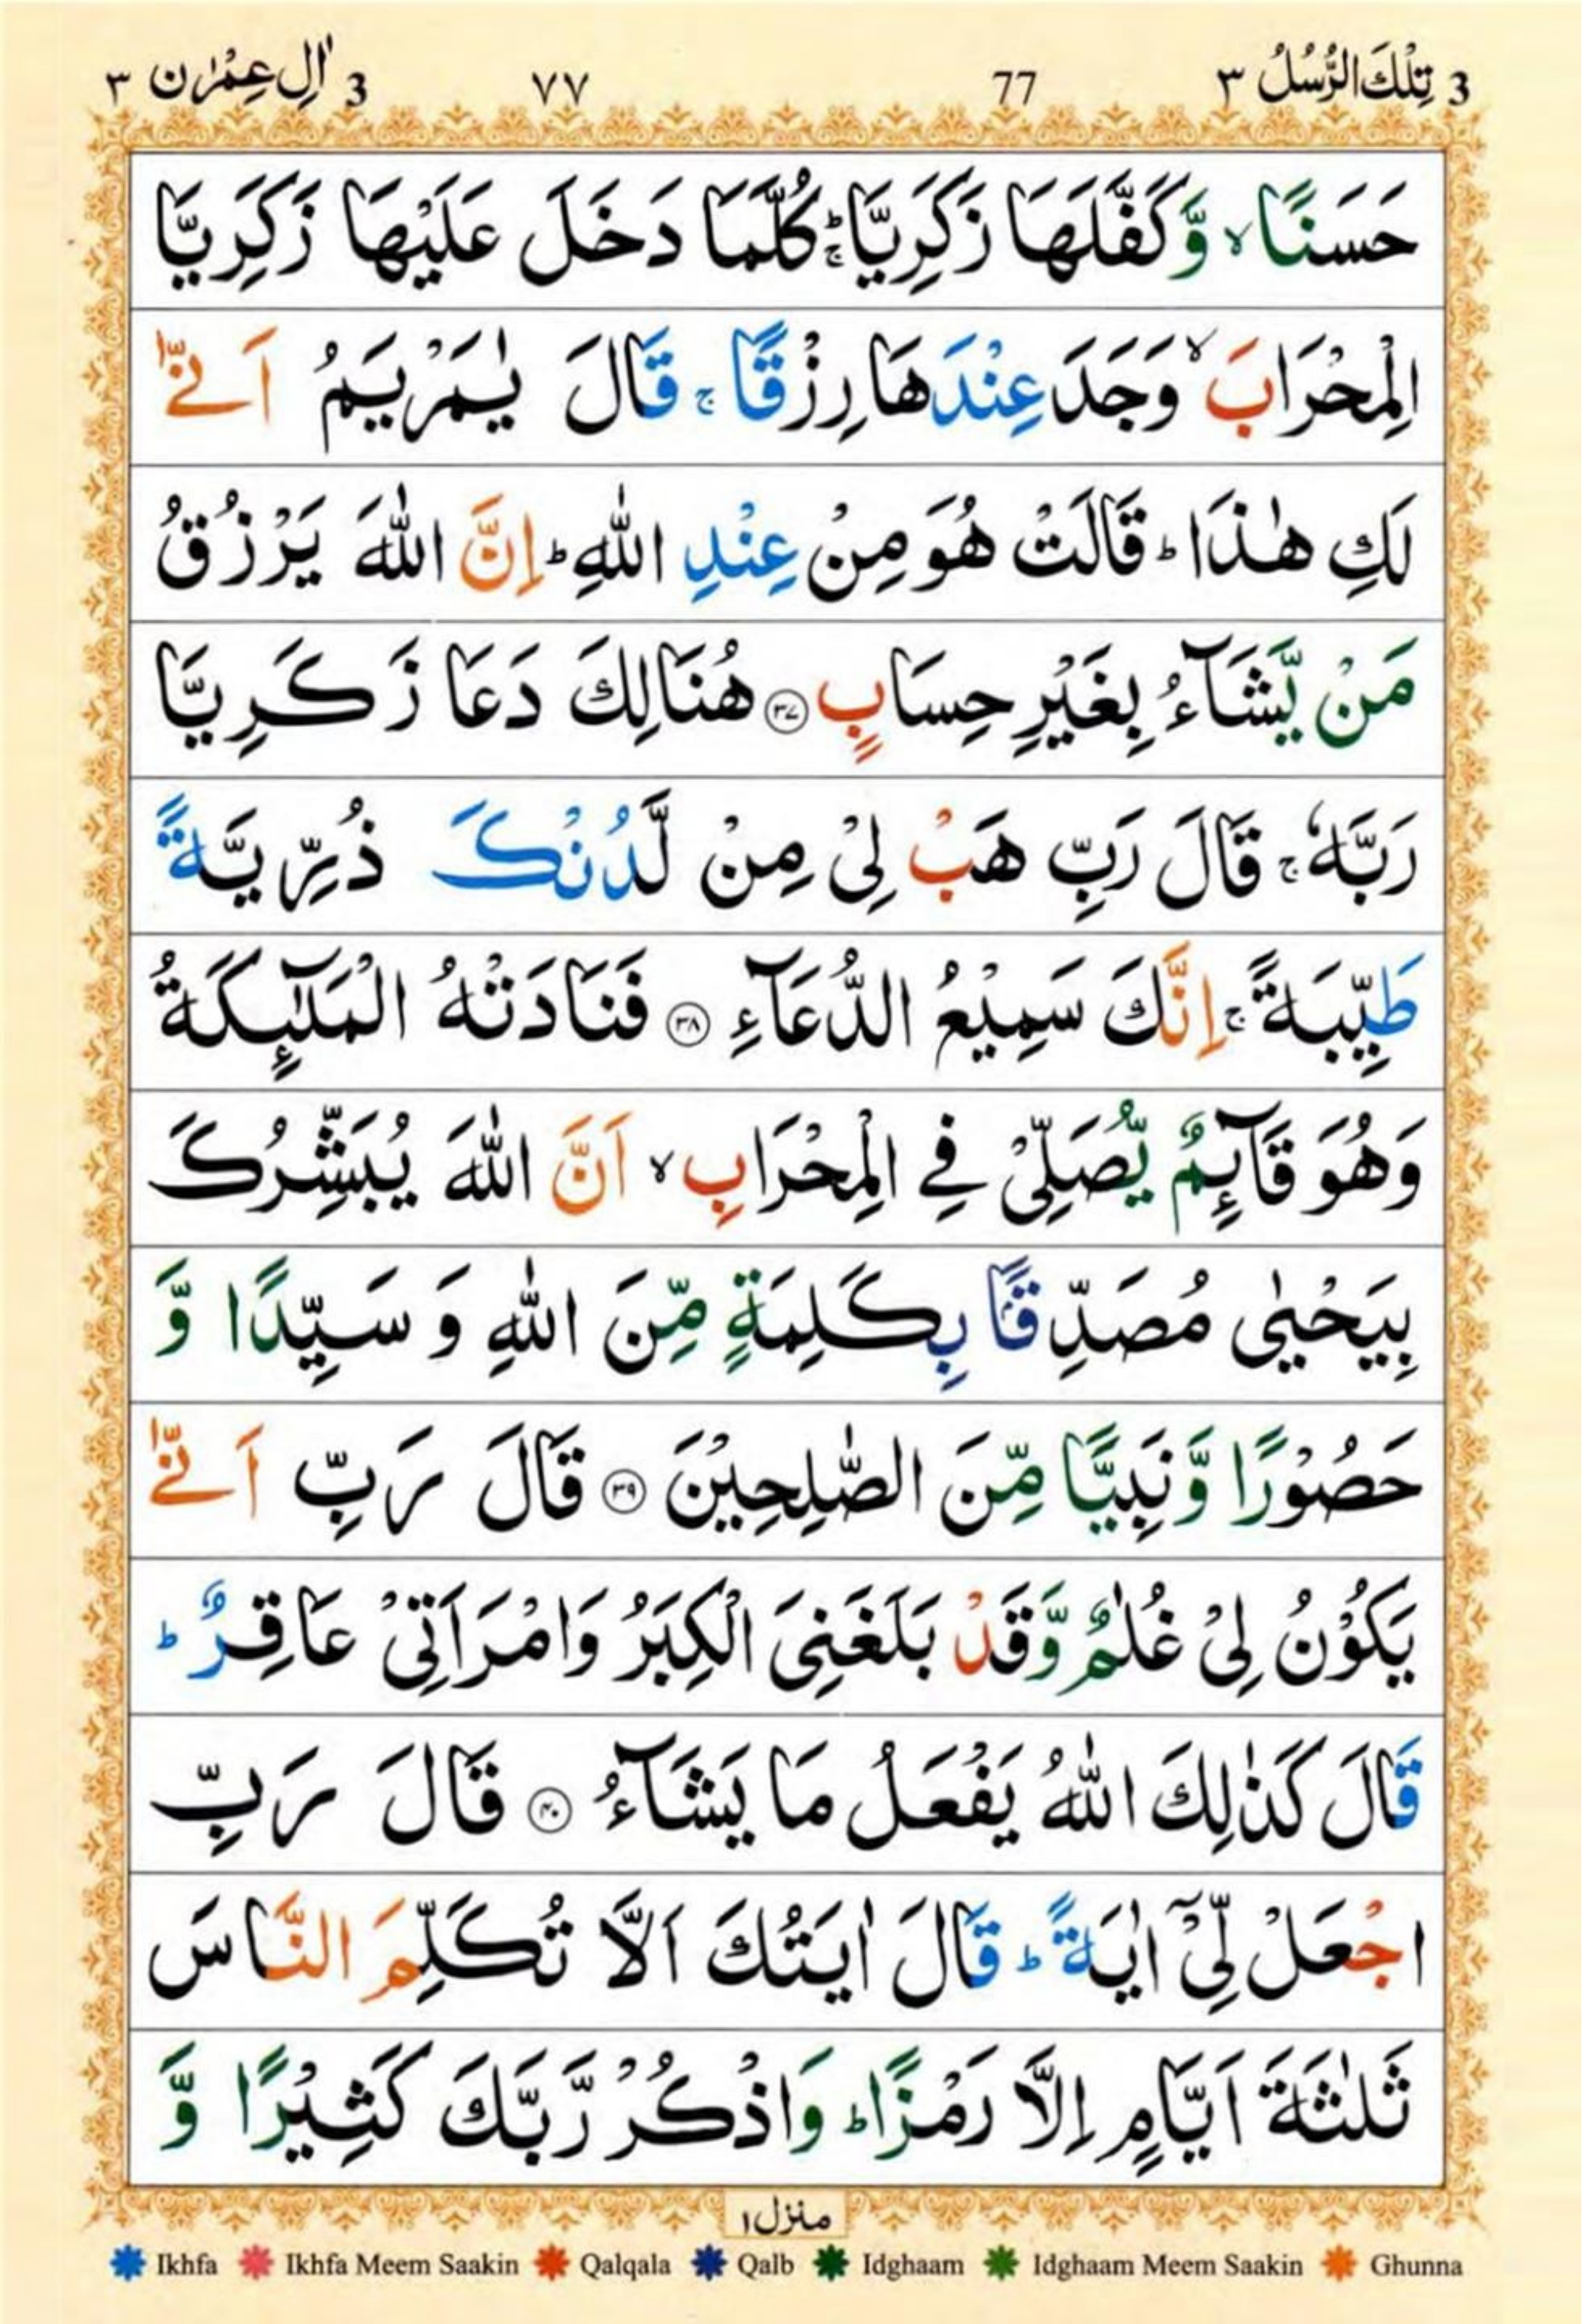 3 تِلْكَ الرُّسُلُ ٣ 77 ٧٧ 3 اٰلِ عِمْرٰن ٣
حَسَنًا ۙ وَّكَفَّلَهَا زَكَرِيَّا ۚؕ كُلَّمَا دَخَلَ عَلَيْهَا زَكَرِيَّا
الْمِحْرَابَ ۙ وَجَدَ عِنْدَهَا رِزْقًا ۚ قَالَ يٰمَرْيَمُ اَنّٰى
لَكِ هٰذَا ؕ قَالَتْ هُوَ مِنْ عِنْدِ اللّٰهِ ؕ اِنَّ اللّٰهَ يَرْزُقُ
مَنْ يَّشَآءُ بِغَيْرِ حِسَابٍ ۝٣٧ هُنَالِكَ دَعَا زَكَرِيَّا
رَبَّهٗ ۚ قَالَ رَبِّ هَبْ لِىْ مِنْ لَّدُنْكَ ذُرِّيَّةً
طَيِّبَةً ۚ اِنَّكَ سَمِيْعُ الدُّعَآءِ ۝٣٨ فَنَادَتْهُ الْمَلٰٓئِكَةُ
وَهُوَ قَآئِمٌ يُّصَلِّىْ فِى الْمِحْرَابِ ۙ اَنَّ اللّٰهَ يُبَشِّرُكَ
بِيَحْيٰى مُصَدِّقًۢا بِكَلِمَةٍ مِّنَ اللّٰهِ وَ سَيِّدًا وَّ
حَصُوْرًا وَّنَبِيًّا مِّنَ الصّٰلِحِيْنَ ۝٣٩ قَالَ رَبِّ اَنّٰى
يَكُوْنُ لِىْ غُلٰمٌ وَّقَدْ بَلَغَنِىَ الْكِبَرُ وَامْرَاَتِىْ عَاقِرٌ ؕ
قَالَ كَذٰلِكَ اللّٰهُ يَفْعَلُ مَا يَشَآءُ ۝٤٠ قَالَ رَبِّ
اجْعَلْ لِّىْۤ اٰيَةً ؕ قَالَ اٰيَتُكَ اَلَّا تُكَلِّمَ النَّاسَ
ثَلٰثَةَ اَيَّامٍ اِلَّا رَمْزًا ؕ وَاذْكُرْ رَّبَّكَ كَثِيْرًا وَّ
منزل ١
Ikhfa Ikhfa Meem Saakin Qalqala Qalb Idghaam Idghaam Meem Saakin Ghunna